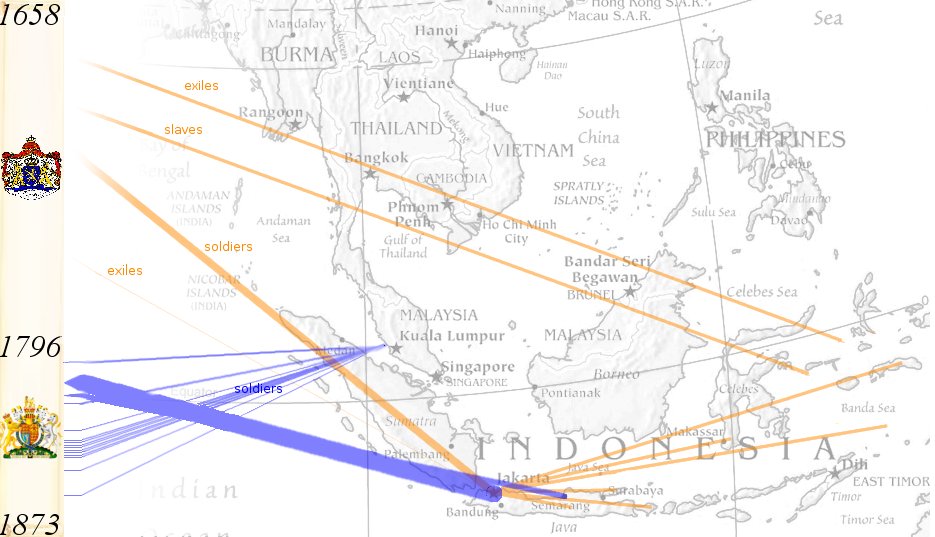 1658
Nanning
Hong Kong S.A.R.
Macau S.A.R.
Sea
Mandalay
Hanoi
Chittagong
BURMA
LAOS
Haiphong
Hainan
Dao
Luzon
exiles
Vientiane
Manila
Rangoon
Hue
South
China
Sea
slaves
THAILAND
Mekong
PHILIPPINES
Bay of
Bengal
VIETNAM
Bangkok
Cebu
CAMBODIA
ANDAMAN
ISLANDS
(INDIA)
SPRATLY
ISLANDS
Mindanao
Phnom
Penh
Andaman
Sea
Ho Chi Minh
City
Sulu Sea
Davao
Gulf of
Thailand
soldiers
exiles
Bandar Seri
Begawan
NICOBAR
ISLANDS
(INDIA)
BRUNEI
Celebes Sea
MALAYSIA
1796
Medan
Kuala Lumpur
MALAYSIA
Singapore
SINGAPORE
Borneo
soldiers
Equator
Pontianak
Celebes
Sumatra
Banda Sea
Makassar
INDONESIA
Palembang
Java Sea
Dili
Jakarta
EAST TIMOR
Indian
Surabaya
Timor
Bandung
Semarang
Java
Timor Sea
1873